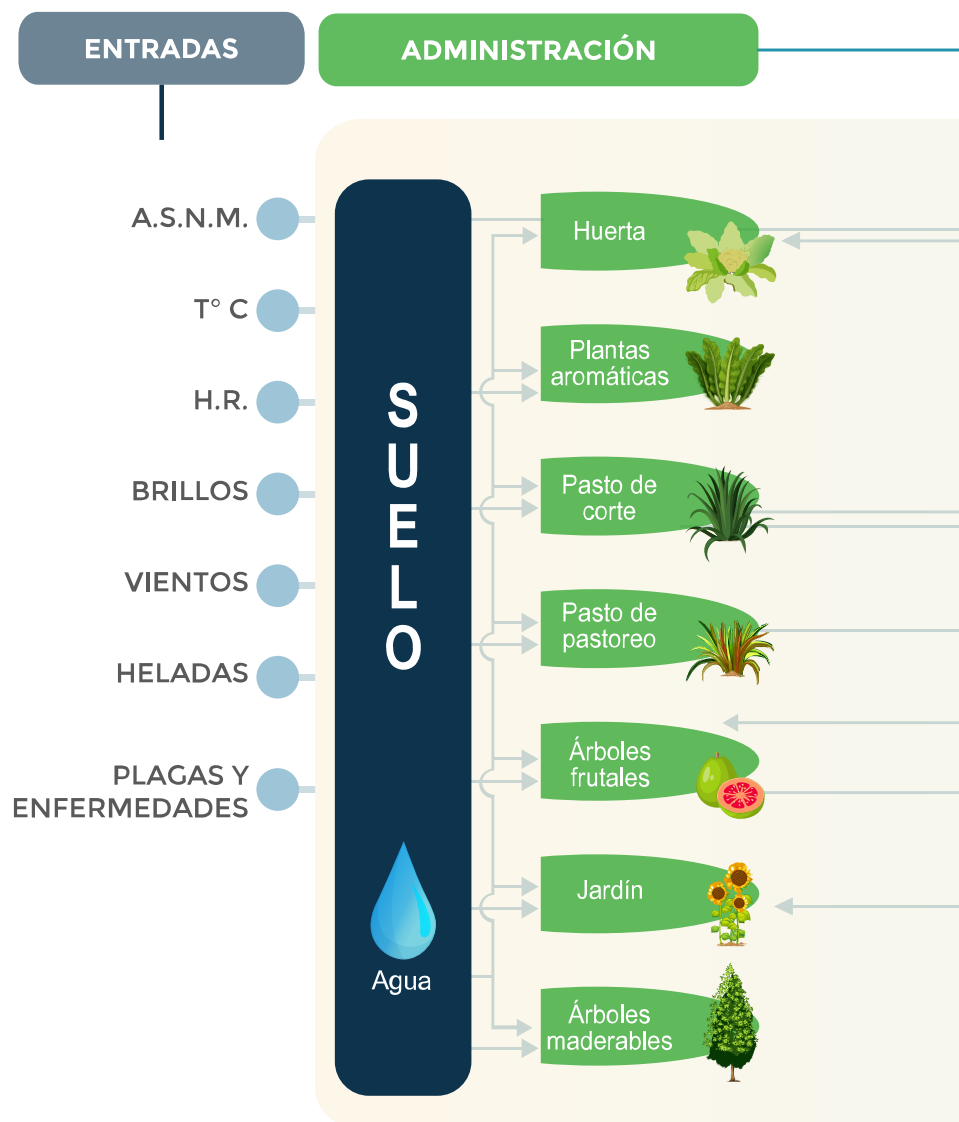 ENTRADAS
ADMINISTRACIÓN
A.S.N.M.
T° C
H.R.
BRILLOS
VIENTOS
HELADAS
PLAGAS Y
ENFERMEDADES
S
U
E
L
O
Agua
Huerta
Plantas
aromáticas
Pasto de
corte
Pasto de
pastoreo
Árboles
frutales
Jardín
Árboles
maderables